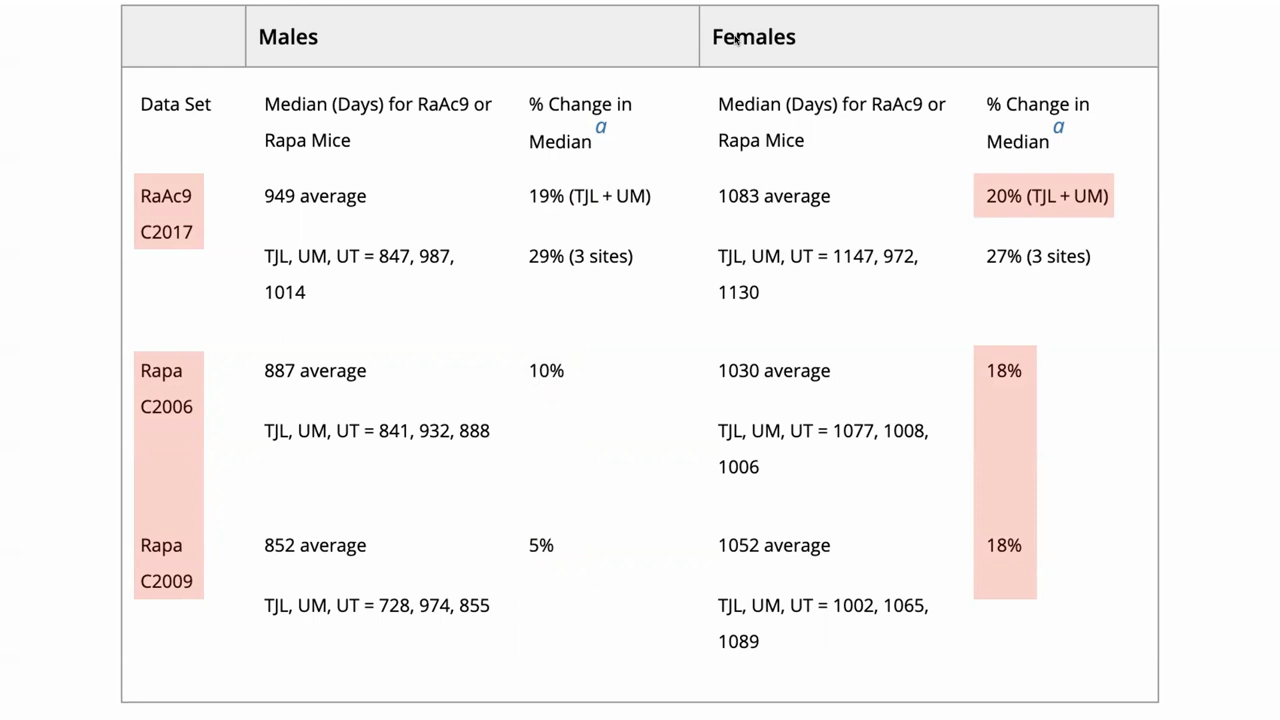 Males Females
Data Set Median (Days) for RaAc9 or % Change in Median (Days) for RaAc9 or % Change in
Rapa Mice Median a Rapa Mice Median a
RaAc9 949 average 19% (TJL + UM) 1083 average 20% (TJL + UM)
C2017
TJL, UM, UT = 847, 987, 29% (3 sites) TJL, UM, UT = 1147, 972, 27% (3 sites)
1014 1130
Rapa 887 average 10% 1030 average 18%
C2006
TJL, UM, UT = 841, 932, 888 TJL, UM, UT = 1077, 1008,
1006
Rapa 852 average 5% 1052 average 18%
C2009
TJL, UM, UT = 728, 974, 855 TJL, UM, UT = 1002, 1065,
1089